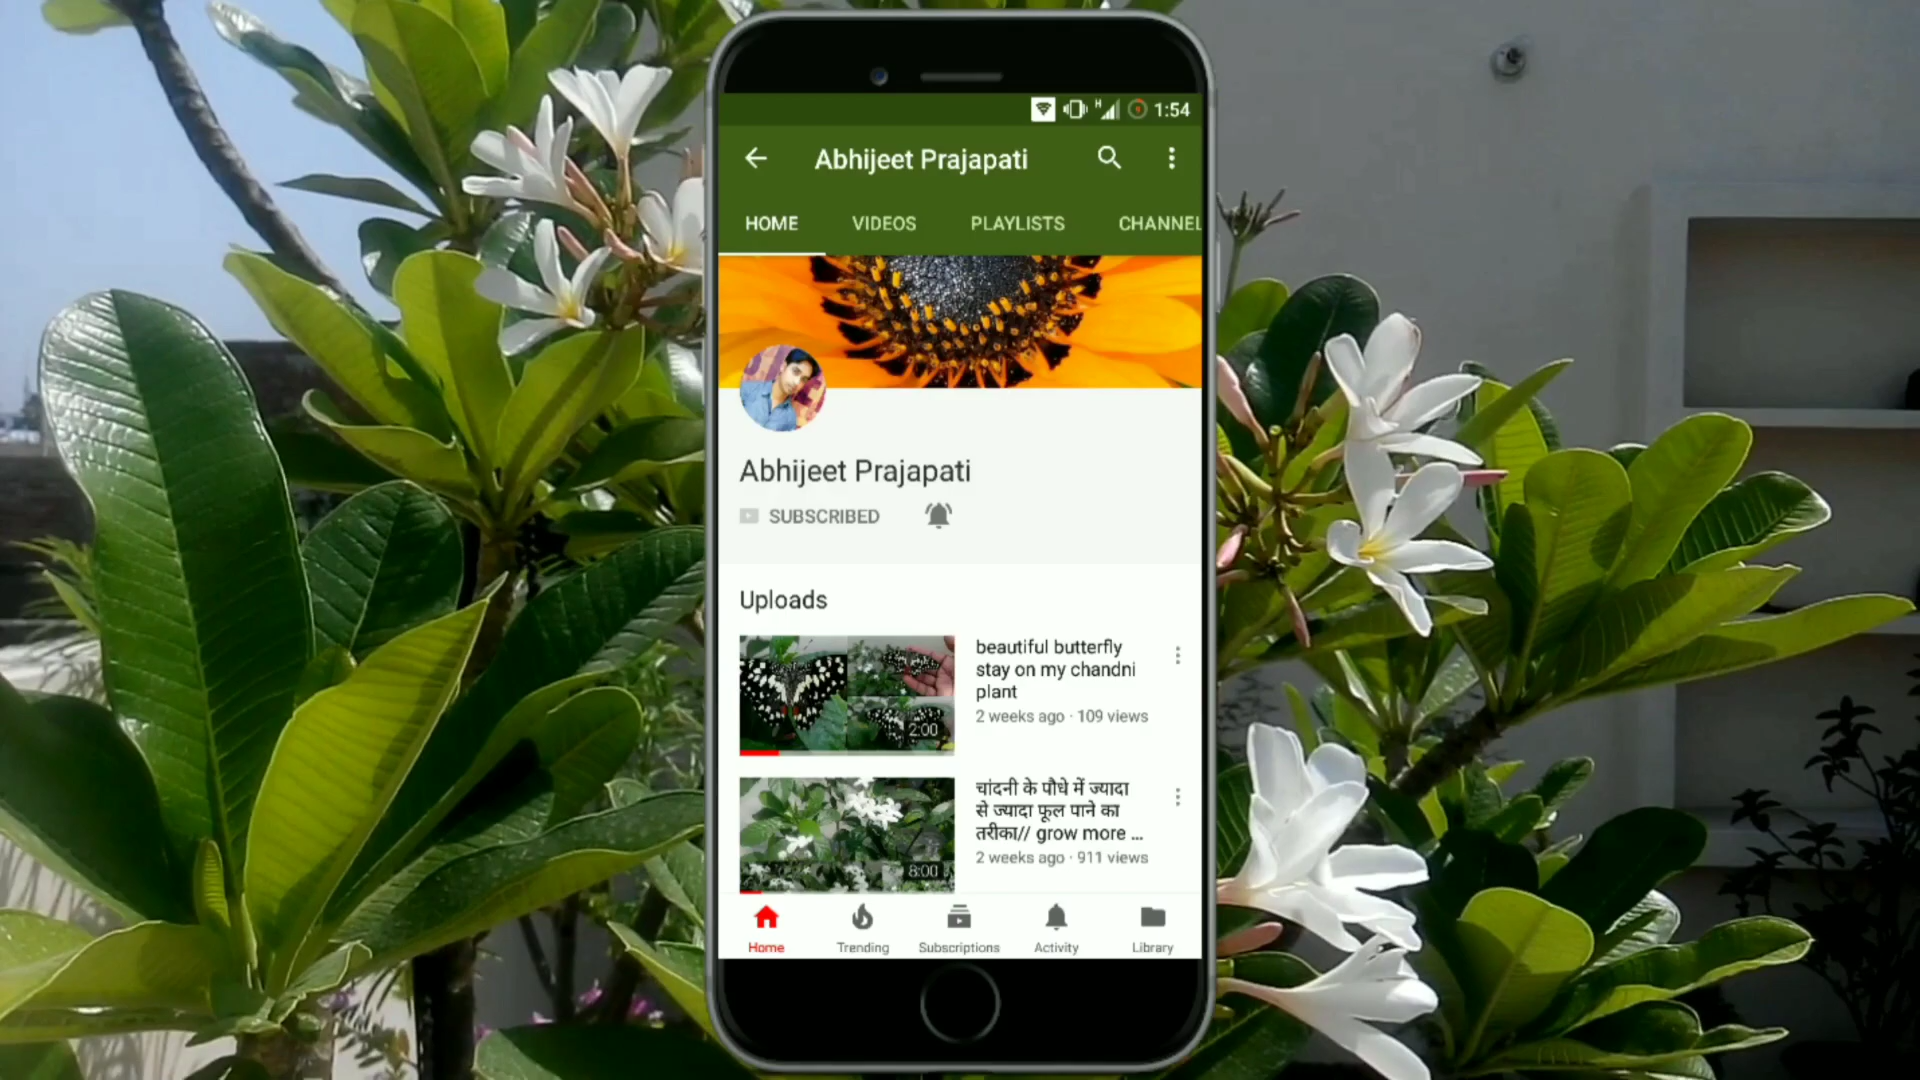 H 1:54
Abhijeet Prajapati
HOME VIDEOS PLAYLISTS CHANNEL
Abhijeet Prajapati
SUBSCRIBED
Uploads
beautiful butterfly
stay on my chandni
plant
2 weeks ago · 109 views
2:00
चांदनी के पौधे में ज्यादा
से ज्यादा फूल पाने का
तरीका// grow more ...
2 weeks ago · 911 views
8:00
Home Trending Subscriptions Activity Library